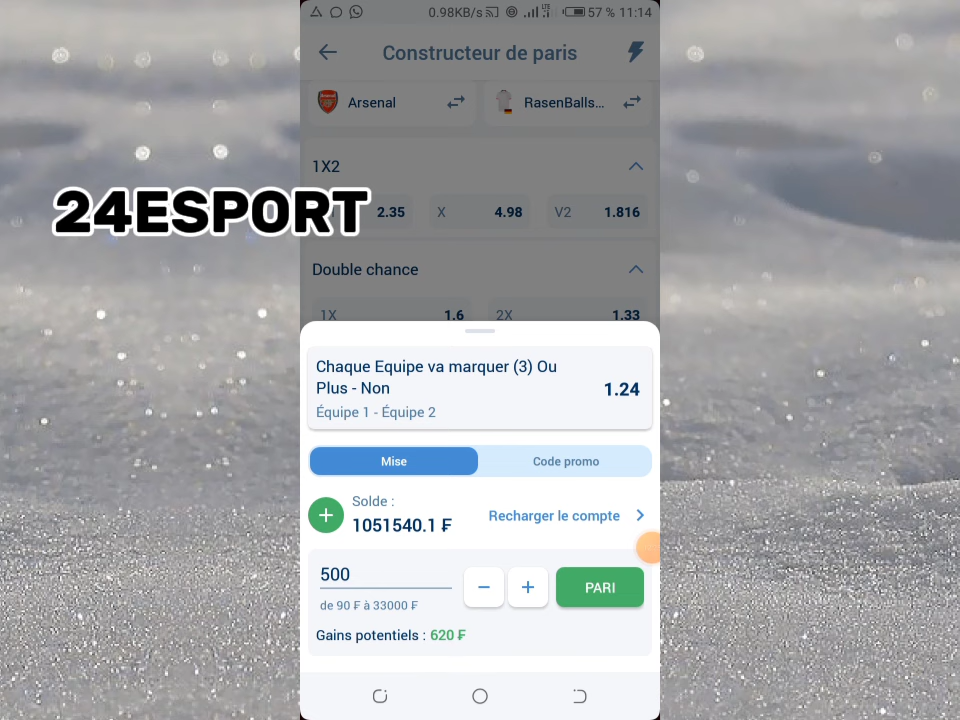 0.98KB/s LTE 57 % 11:14
Constructeur de paris
Arsenal RasenBalls...
1X2
24ESPORT
2.35 X 4.98 V2 1.816
Double chance
1X 1.6 2X 1.33
Chaque Equipe va marquer (3) Ou
Plus - Non
1.24
Équipe 1 - Équipe 2
Mise Code promo
Solde :
1051540.1 ₣
Recharger le compte
500
PARI
de 90 ₣ à 33000 ₣
Gains potentiels : 620 ₣